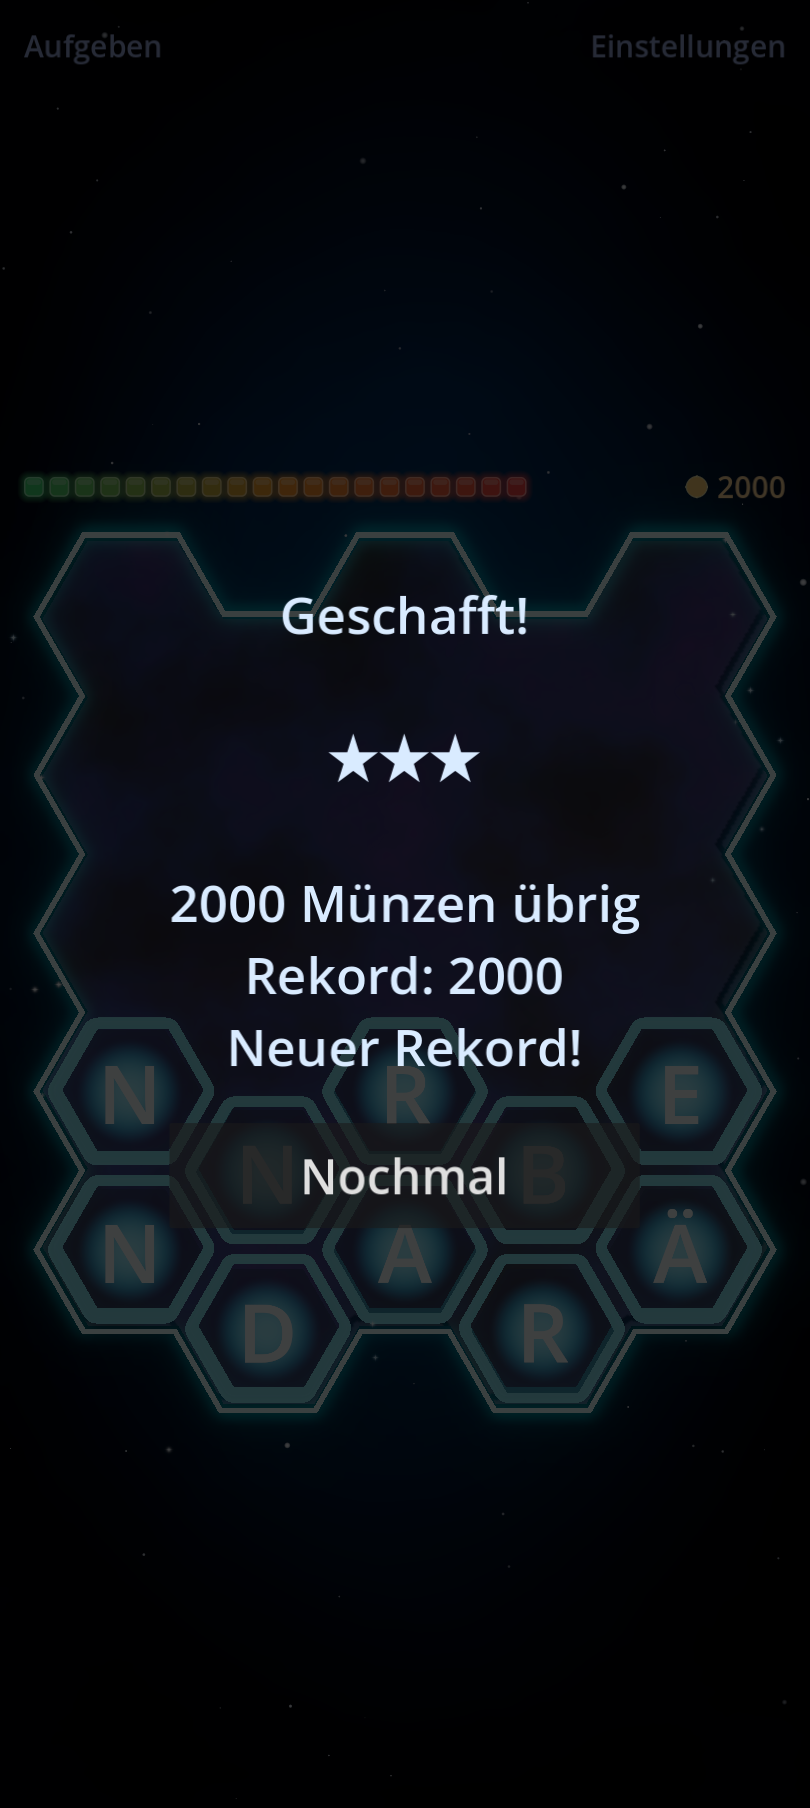 Aufgeben Einstellungen
2000
Geschafft!
★★★
2000 Münzen übrig
Rekord: 2000
Neuer Rekord!
N R E
N B
Nochmal
N A Ä
D R